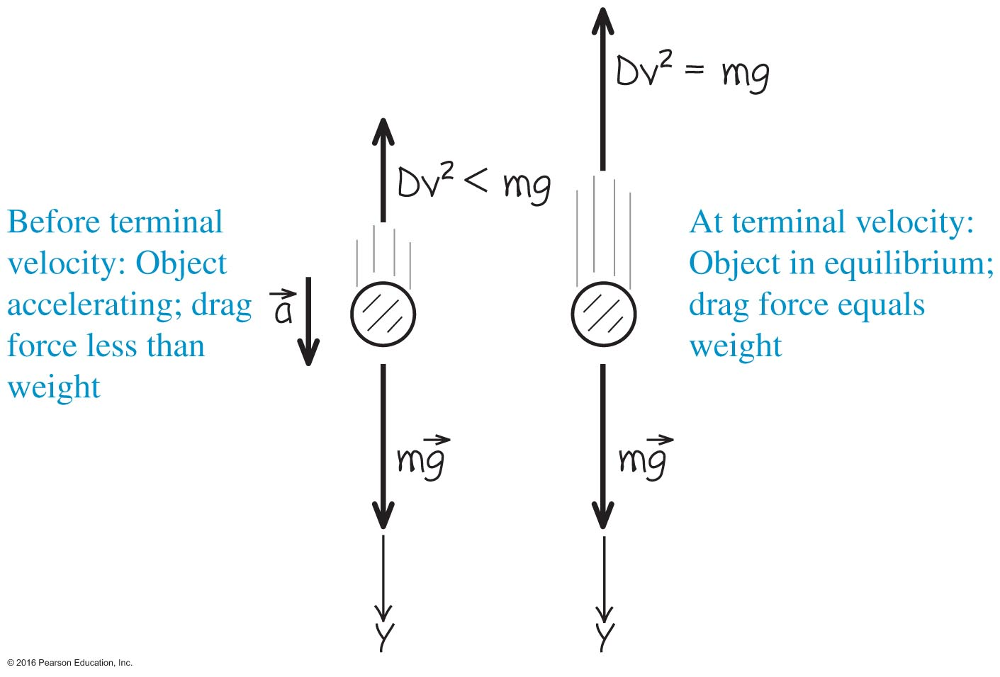 Dv² = mg
Dv² < mg
Before terminal
velocity: Object
accelerating; drag
force less than
weight
a⃗
At terminal velocity:
Object in equilibrium;
drag force equals
weight
mg⃗
mg⃗
y
y
© 2016 Pearson Education, Inc.